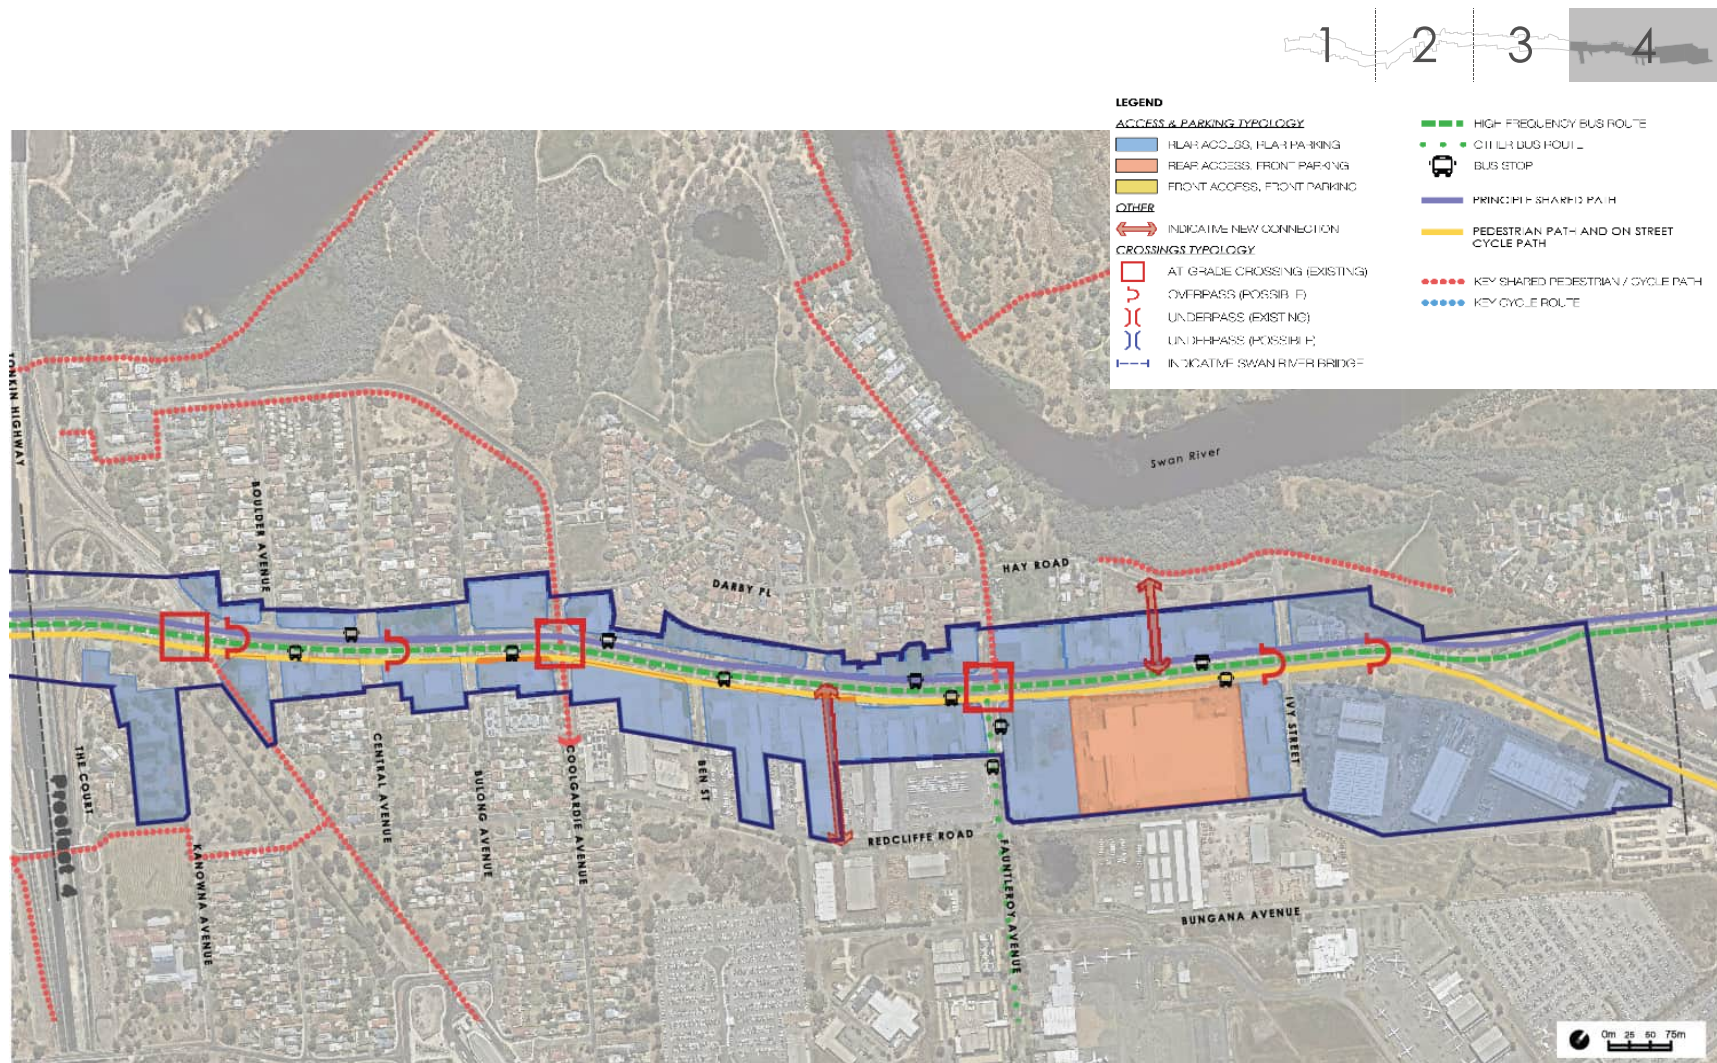 1 2 3 4
LEGEND
ACCESS & PARKING TYPOLOGY
REAR ACCESS, REAR PARKING
REAR ACCESS, FRONT PARKING
FRONT ACCESS, FRONT PARKING
OTHER
INDICATIVE NEW CONNECTION
CROSSINGS TYPOLOGY
AT GRADE CROSSING (EXISTING)
OVERPASS (POSSIBLE)
UNDERPASS (EXISTING)
UNDERPASS (POSSIBLE)
INDICATIVE SWAN RIVER BRIDGE
HIGH FREQUENCY BUS ROUTE
OTHER BUS ROUTE
BUS STOP
PRINCIPLE SHARED PATH
PEDESTRIAN PATH AND ON STREET
CYCLE PATH
KEY SHARED PEDESTRIAN / CYCLE PATH
KEY CYCLE ROUTE
TONKIN HIGHWAY
Swan River
BOULDER AVENUE
DARBY PL
HAY ROAD
THE COURT
Precinct 4
KANOWNA AVENUE
CENTRAL AVENUE
BULONG AVENUE
COOLGARDIE AVENUE
BEN ST
REDCLIFFE ROAD
FAUNTLEROY AVENUE
IVY STREET
BUNGANA AVENUE
0m 25 50 75m